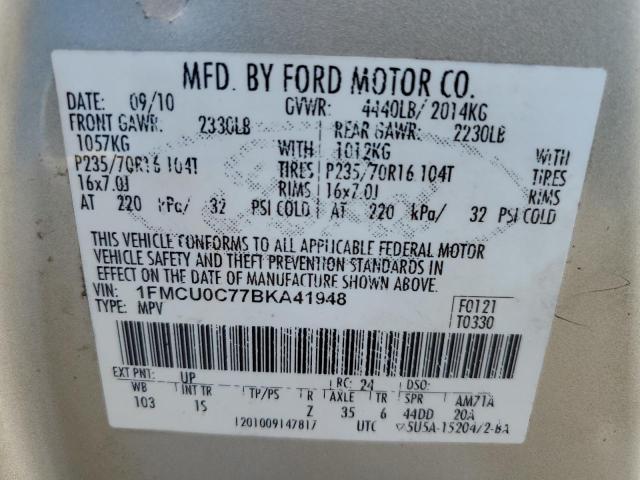 MFD. BY FORD MOTOR CO.
DATE: 09/10 GVWR: 4440LB/ 2014KG
FRONT GAWR: 2330LB REAR GAWR: 2230LB
1057KG WITH 1012KG WITH
P235/70R16 104T TIRES P235/70R16 104T TIRES
16x7.0J RIMS 16x7.0J RIMS
AT 220 kPa/ 32 PSI COLD AT 220 kPa/ 32 PSI COLD
THIS VEHICLE CONFORMS TO ALL APPLICABLE FEDERAL MOTOR
VEHICLE SAFETY AND THEFT PREVENTION STANDARDS IN
EFFECT ON THE DATE OF MANUFACTURE SHOWN ABOVE.
VIN: 1FMCU0C77BKA41948 F0121
TYPE: MPV T0330
EXT PNT: UP RC: 24 DSO:
WB INT TR TP/PS R AXLE TR SPR AM71A
103 1S Z 35 6 44DD 20A
1201009147817 UTC 5U5A-1520472-BA